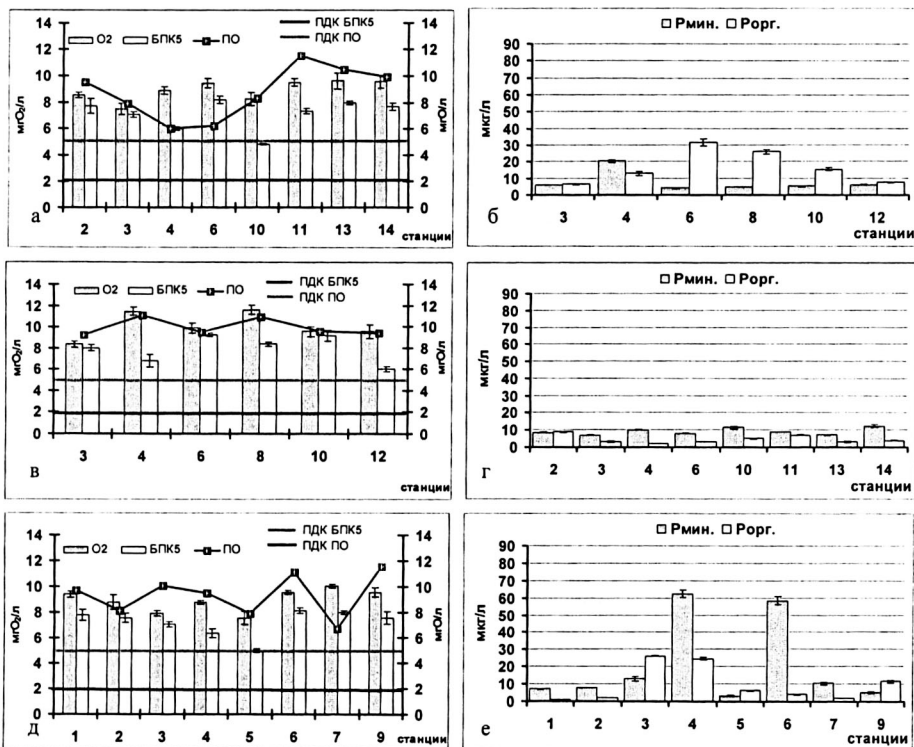 O2 БПК5 ПО ПДК БПК5 ПДК ПО
мгО₂/л
14 12 10 8 6 4 2 0
14 12 10 8 6 4 2 0
мгО/л
2 3 4 6 10 11 13 14
станции
а
Рмин. Рорг.
мкг/л
90 80 70 60 50 40 30 20 10 0
3 4 6 8 10 12
станции
б
O2 БПК5 ПО ПДК БПК5 ПДК ПО
мгО₂/л
14 12 10 8 6 4 2 0
14 12 10 8 6 4 2 0
мгО/л
3 4 6 8 10 12
станции
в
Рмин. Рорг.
мкг/л
90 80 70 60 50 40 30 20 10 0
2 3 4 6 10 11 13 14
станции
г
O2 БПК5 ПО ПДК БПК5 ПДК ПО
мгО₂/л
14 12 10 8 6 4 2 0
14 12 10 8 6 4 2 0
мгО/л
1 2 3 4 5 6 7 9
станции
д
Рмин. Рорг.
мкг/л
90 80 70 60 50 40 30 20 10 0
1 2 3 4 5 6 7 9
станции
е